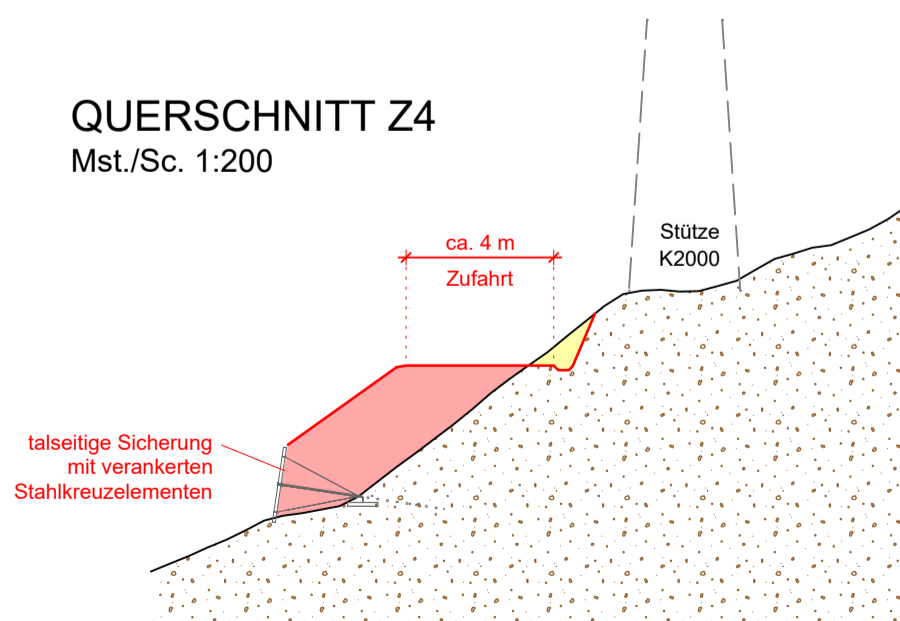 QUERSCHNITT Z4
Mst./Sc. 1:200
ca. 4 m
Zufahrt
Stütze
K2000
talseitige Sicherung
mit verankerten
Stahlkreuzelementen